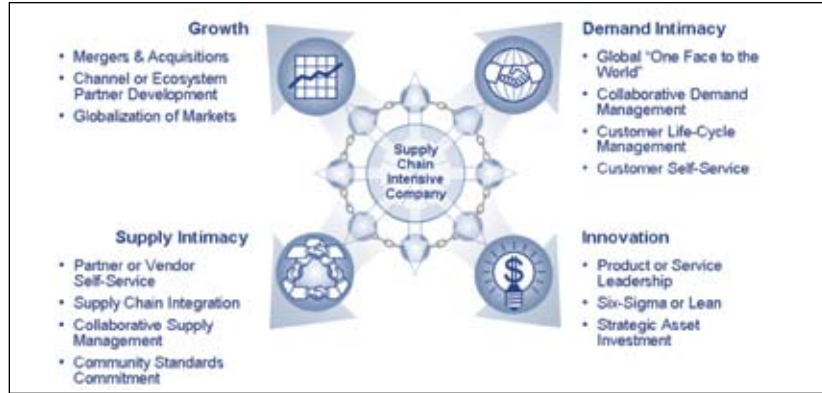 Growth
• Mergers & Acquisitions
• Channel or Ecosystem
Partner Development
• Globalization of Markets
Demand Intimacy
• Global "One Face to the
World"
• Collaborative Demand
Management
• Customer Life-Cycle
Management
• Customer Self-Service
Supply
Chain
Intensive
Company
Supply Intimacy
• Partner or Vendor
Self-Service
• Supply Chain Integration
• Collaborative Supply
Management
• Community Standards
Commitment
Innovation
• Product or Service
Leadership
• Six-Sigma or Lean
• Strategic Asset
Investment
$